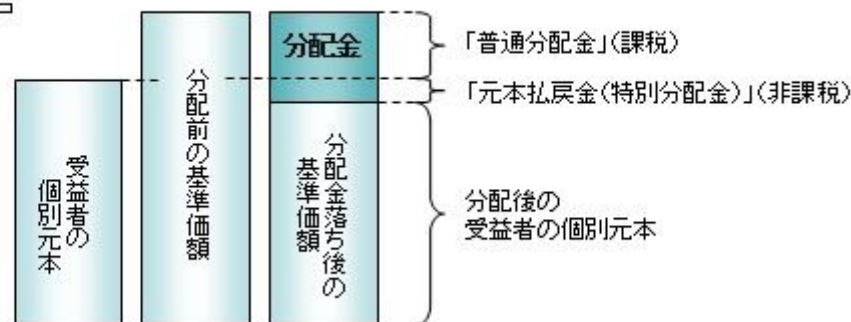 受益者の
個別元本
分配前の基準価額
分配金
分配金落ち後の
基準価額
「普通分配金」(課税)
「元本払戻金(特別分配金)」(非課税)
分配後の
受益者の個別元本